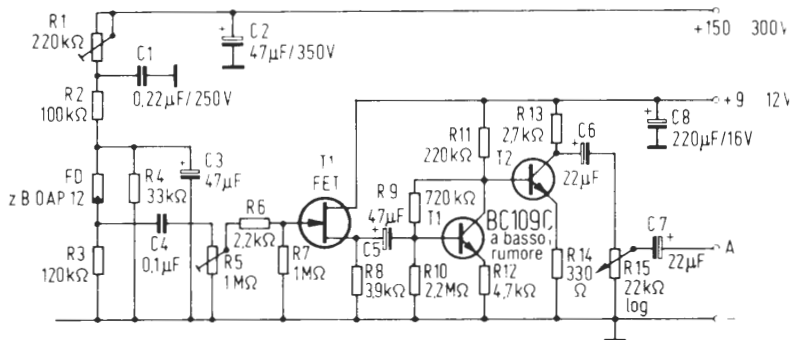 R1
220kΩ
C2
47µF/350V
+150 300V
C1
0,22µF/250V
R2
100kΩ
+9 12V
R13
2,7kΩ
R11
220kΩ
C6
22µF
C8
220µF/16V
FD
z B OAP 12
R4
33kΩ
C3
47µF
T1
FET
T2
R9
720kΩ
47µF
T1
BC109C
a basso
rumore
C4
0,1µF
R6
2,2kΩ
C5
C7
22µF
A
R3
120kΩ
R5
1MΩ
R7
1MΩ
R8
3,9kΩ
R10
2,2MΩ
R12
4,7kΩ
R14
330
Ω
R15
22kΩ
log